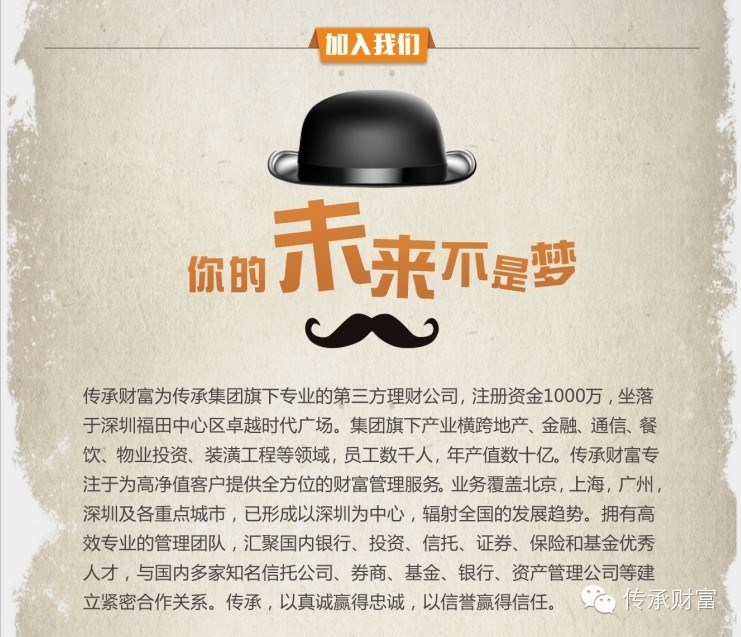 加入我们
你的未来不是梦
传承财富为传承集团旗下专业的第三方理财公司，注册资金1000万，坐落
于深圳福田中心区卓越时代广场。集团旗下产业横跨地产、金融、通信、餐
饮、物业投资、装潢工程等领域，员工数千人，年产值数十亿。传承财富专
注于为高净值客户提供全方位的财富管理服务。业务覆盖北京，上海，广州，
深圳及各重点城市，已形成以深圳为中心，辐射全国的发展趋势。拥有高
效专业的管理团队，汇聚国内银行、投资、信托、证券、保险和基金优秀
人才，与国内多家知名信托公司、券商、基金、银行、资产管理公司等建
立紧密合作关系。传承，以真诚赢得忠诚，以信誉赢得信任。
传承财富